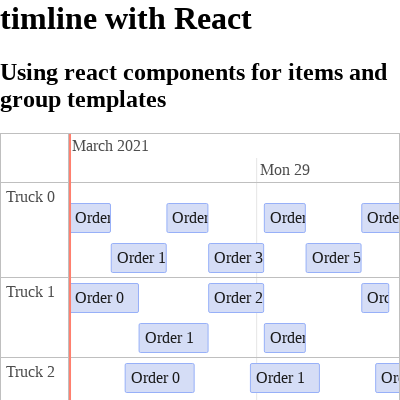 timline with React
Using react components for items and
group templates
March 2021
Mon 29
Truck 0
Order
Order
Order
Orde
Order 1
Order 3
Order 5
Truck 1
Order 0
Order 2
Ord
Order 1
Order
Truck 2
Order 0
Order 1
Or